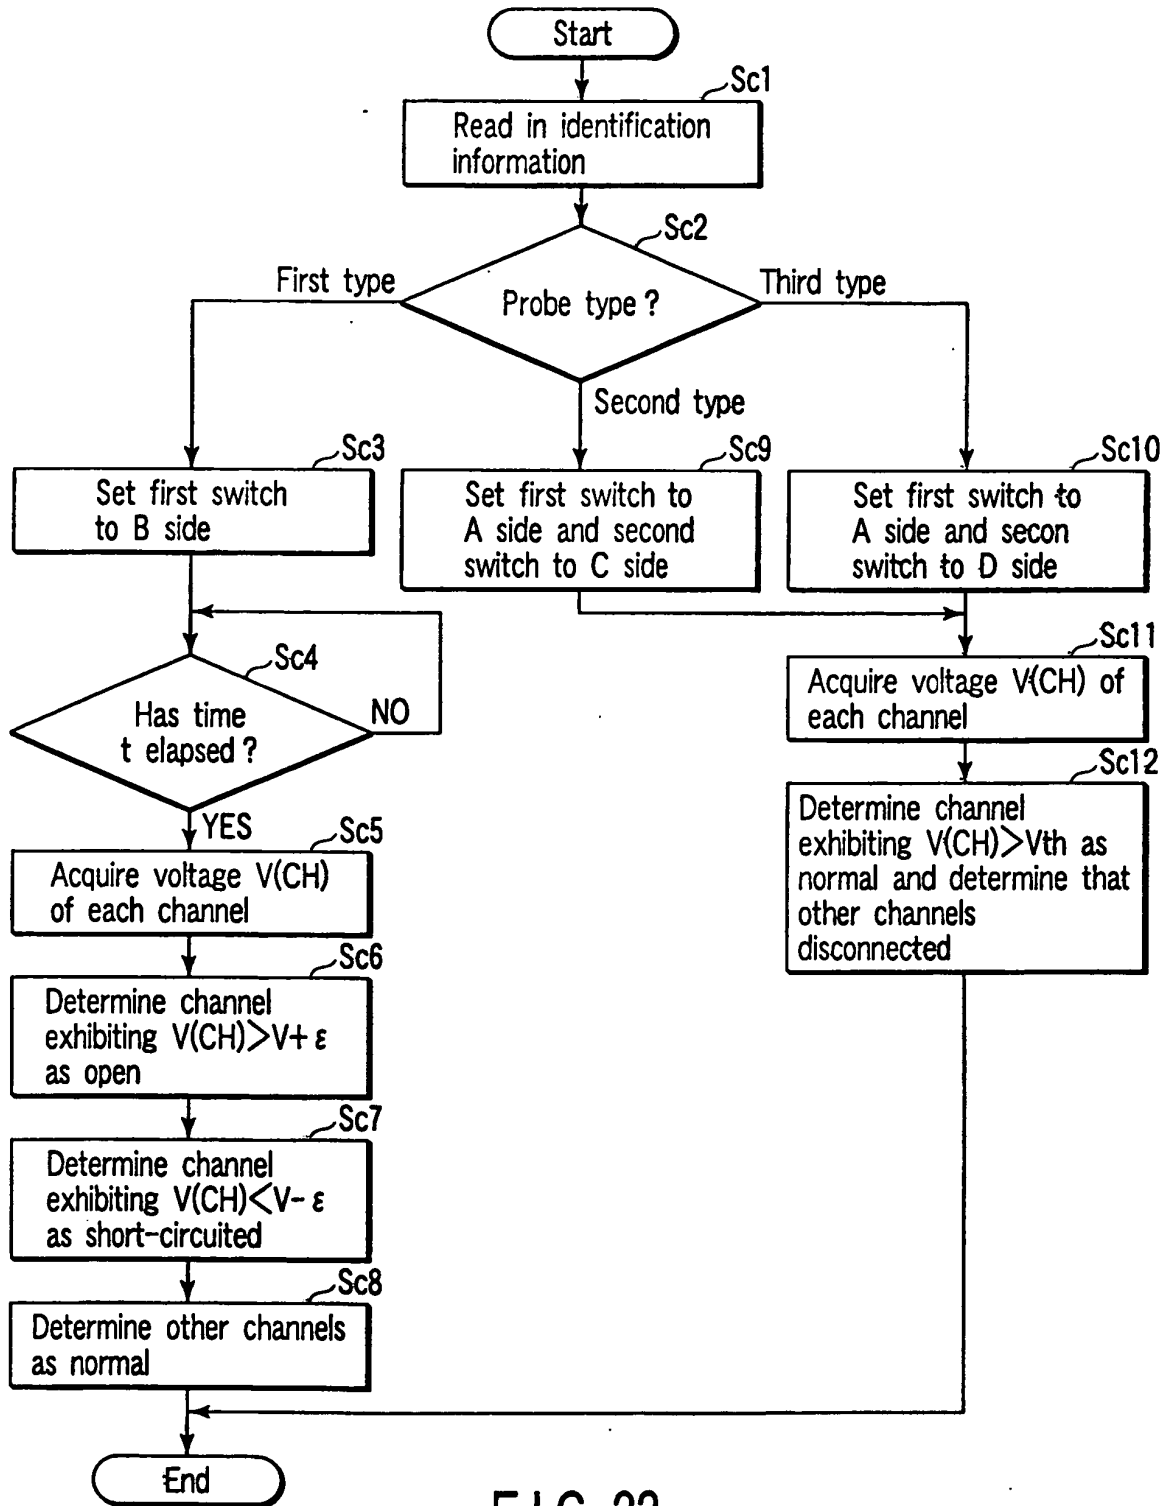 Start
Sc1
Read in identification
information
Sc2
First type
Probe type ?
Third type
Second type
Sc3
Set first switch
to B side
Sc9
Set first switch to
A side and second
switch to C side
Sc10
Set first switch to
A side and secon
switch to D side
Sc4
Has time
t elapsed ?
NO
YES
Sc5
Acquire voltage V(CH)
of each channel
Sc6
Determine channel
exhibiting V(CH)>V+ ε
as open
Sc7
Determine channel
exhibiting V(CH)<V- ε
as short-circuited
Sc8
Determine other channels
as normal
Sc11
Acquire voltage V(CH) of
each channel
Sc12
Determine channel
exhibiting V(CH)>Vth as
normal and determine that
other channels
disconnected
End